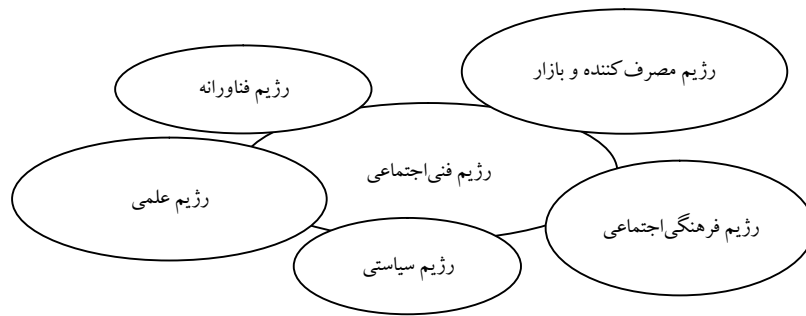 رژیم مصرف‌کننده و بازار
رژیم فناورانه
رژیم فنی‌اجتماعی
رژیم علمی
رژیم فرهنگی‌اجتماعی
رژیم سیاستی